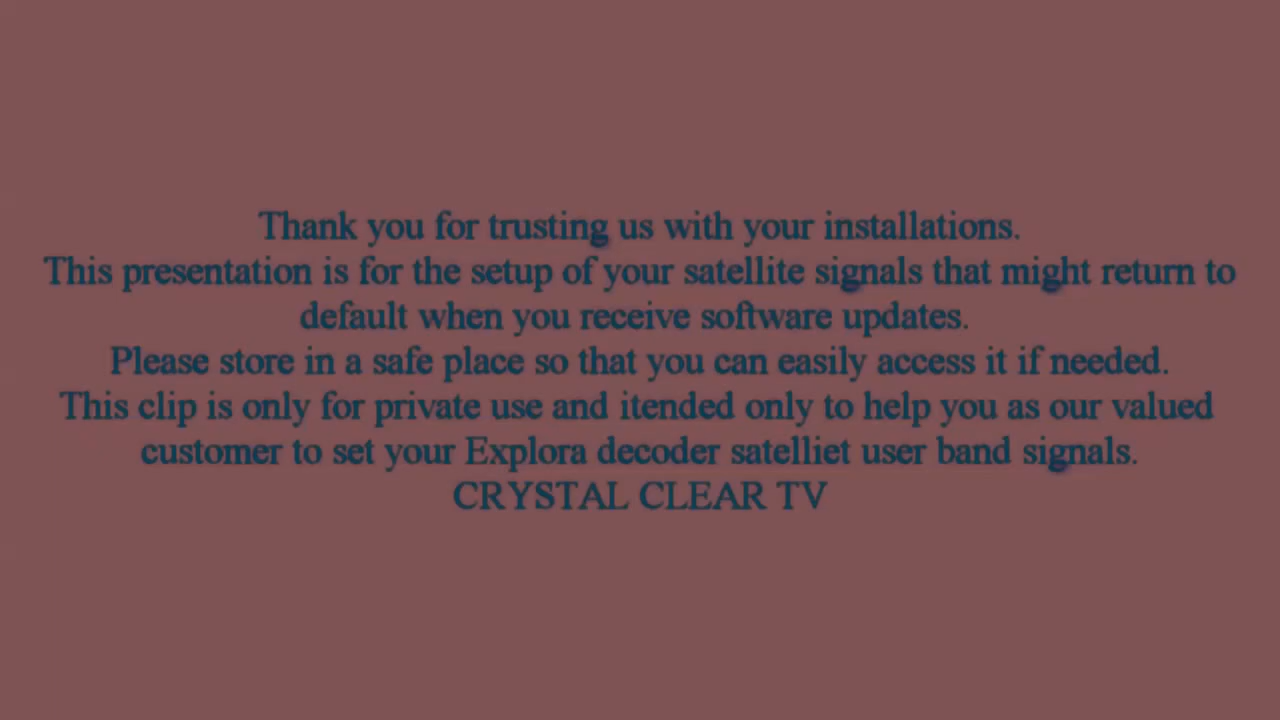 Thank you for trusting us with your installations.
This presentation is for the setup of your satellite signals that might return to
default when you receive software updates.
Please store in a safe place so that you can easily access it if needed.
This clip is only for private use and itended only to help you as our valued
customer to set your Explora decoder satelliet user band signals.
CRYSTAL CLEAR TV